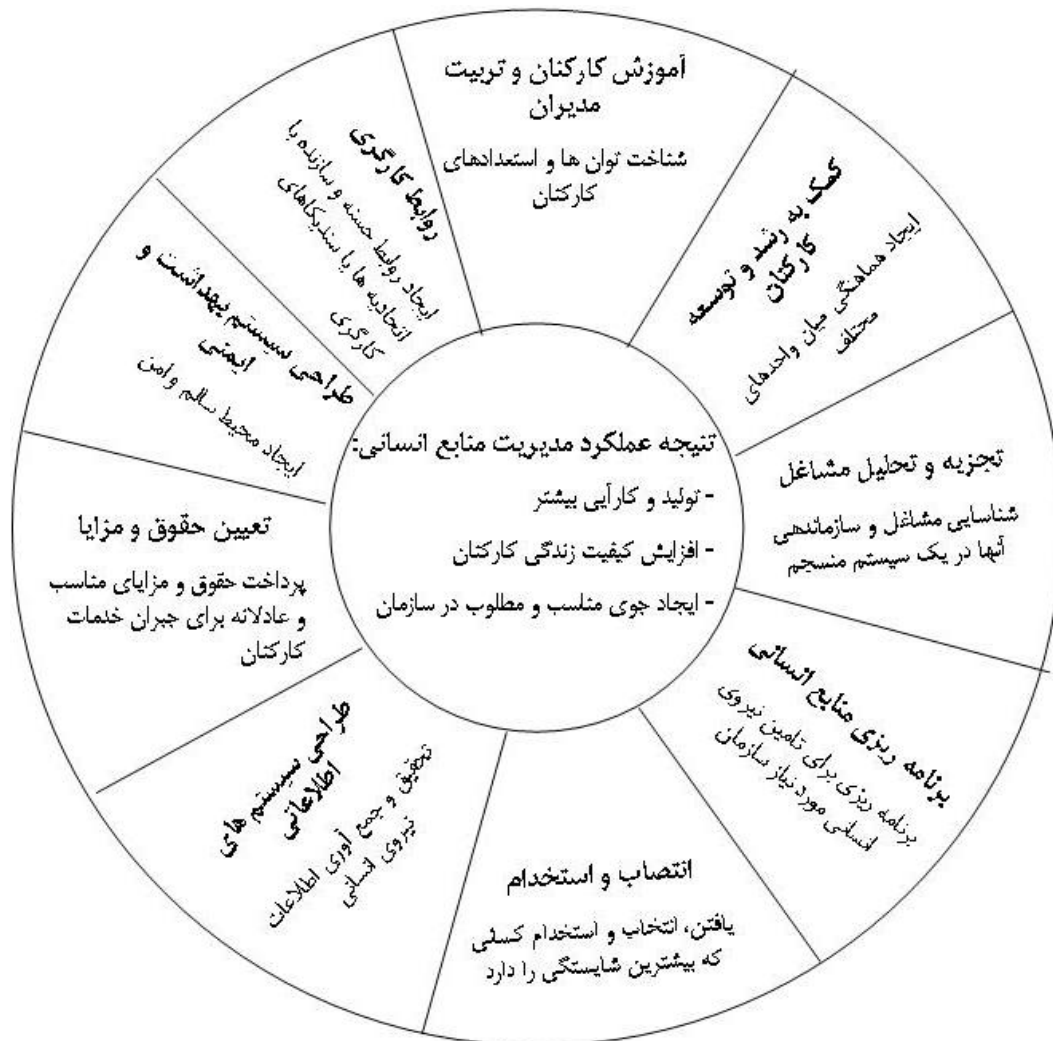 آموزش کارکنان و تربیت
مدیران
شناخت توان ها و استعدادهای
کارکنان
کمک به رشد و توسعه
کارکنان
ایجاد هماهنگی میان واحدهای
مختلف
تجزیه و تحلیل مشاغل
شناسایی مشاغل و سازماندهی
آنها در یک سیستم منسجم
برنامه ریزی منابع انسانی
برنامه ریزی برای تامین نیروی
انسانی مورد نیاز سازمان
انتصاب و استخدام
یافتن، انتخاب و استخدام کسانی
که بیشترین شایستگی را دارد
طراحی سیستم های
اطلاعاتی
تحقیق و جمع آوری اطلاعات
نیروی انسانی
تعیین حقوق و مزایا
پرداخت حقوق و مزایای مناسب
و عادلانه برای جبران خدمات
کارکنان
طراحی سیستم بهداشت و
ایمنی
ایجاد محیط سالم و امن
روابط کارگری
ایجاد روابط حسنه و سازنده با
اتحادیه ها یا سندیکاهای
کارگری
نتیجه عملکرد مدیریت منابع انسانی:
- تولید و کارآیی بیشتر
- افزایش کیفیت زندگی کارکنان
- ایجاد جوی مناسب و مطلوب در سازمان